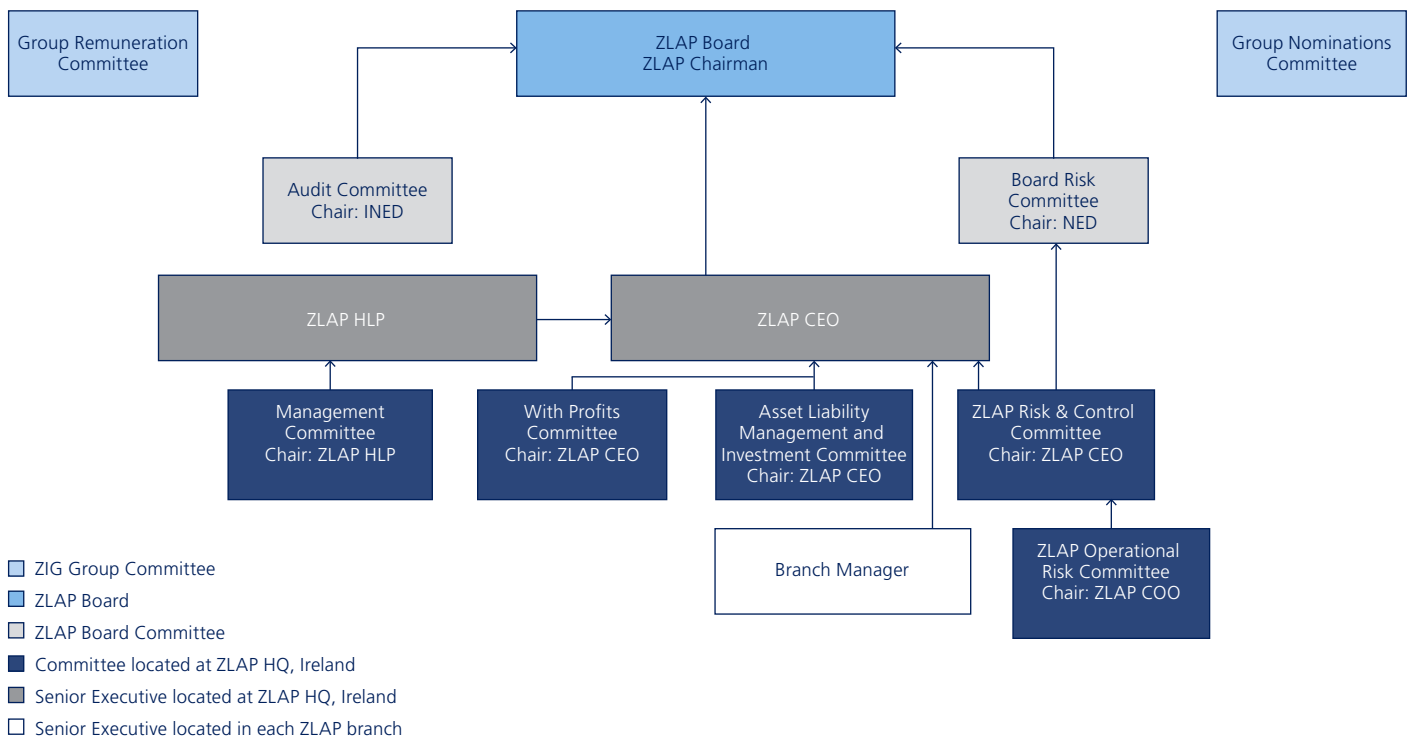 Group Remuneration
Committee
ZLAP Board
ZLAP Chairman
Group Nominations
Committee
Audit Committee
Chair: INED
Board Risk
Committee
Chair: NED
ZLAP HLP
ZLAP CEO
Management
Committee
Chair: ZLAP HLP
With Profits
Committee
Chair: ZLAP CEO
Asset Liability
Management and
Investment Committee
Chair: ZLAP CEO
ZLAP Risk & Control
Committee
Chair: ZLAP CEO
Branch Manager
ZLAP Operational
Risk Committee
Chair: ZLAP COO
ZIG Group Committee
ZLAP Board
ZLAP Board Committee
Committee located at ZLAP HQ, Ireland
Senior Executive located at ZLAP HQ, Ireland
Senior Executive located in each ZLAP branch